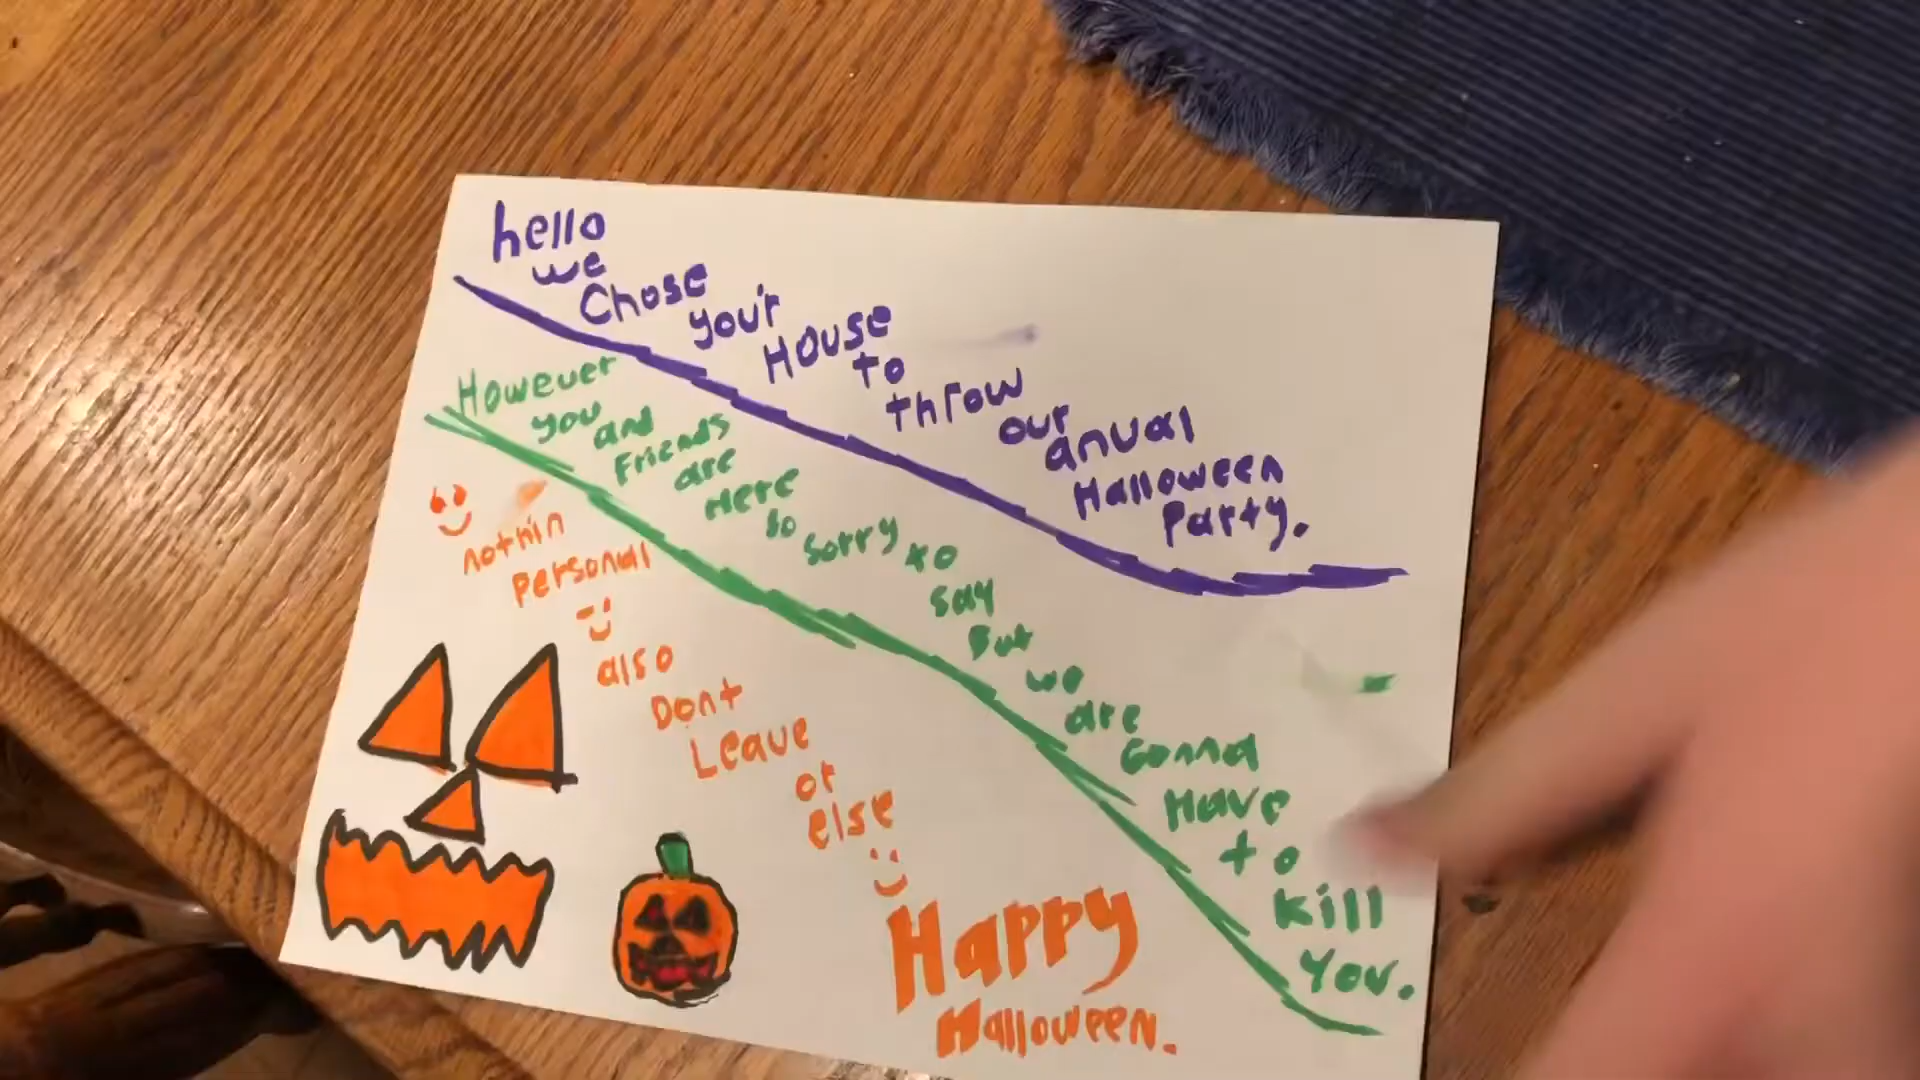 hello
we
Chose
your
House
to
throw
our
anual
Halloween
Party.
However
you
and
Friends
are
Here
so
sorry
to
say
But
we
are
Gonna
Have
to
kill
You.
nothin
Personal
also
Dont
Leave
or
else
Happy
Halloween.